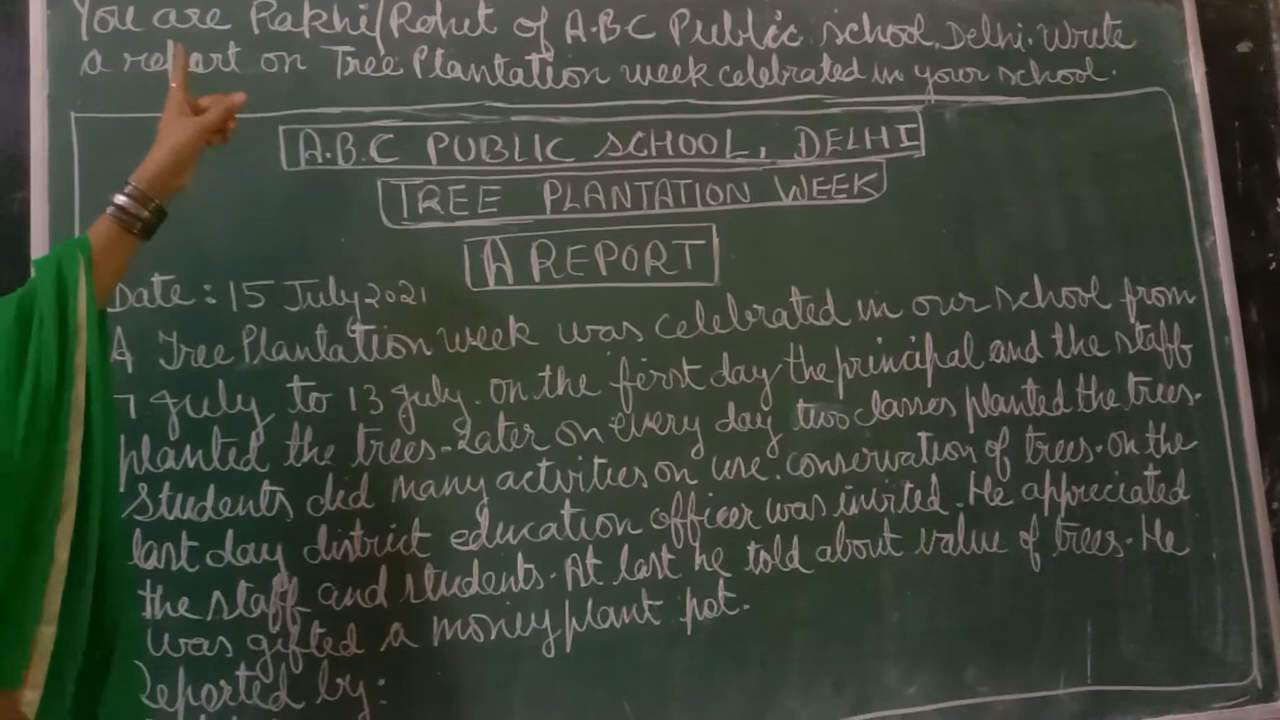 You are Rakhi/Rohit of A.B.C Public school, Delhi. Write
a report on Tree Plantation week celebrated in your school.
A.B.C PUBLIC SCHOOL, DELHI
TREE PLANTATION WEEK
A REPORT
Date: 15 July 2021
A Tree Plantation week was celebrated in our school from
7 july to 13 july. on the first day the principal and the staff
planted the trees. Later on every day two classes planted the trees.
Students did many activities on use. conservation of trees. on the
last day district education officer was invited. He appreciated
the staff and students. At last he told about value of trees. He
was gifted a money plant pot.
Reported by: